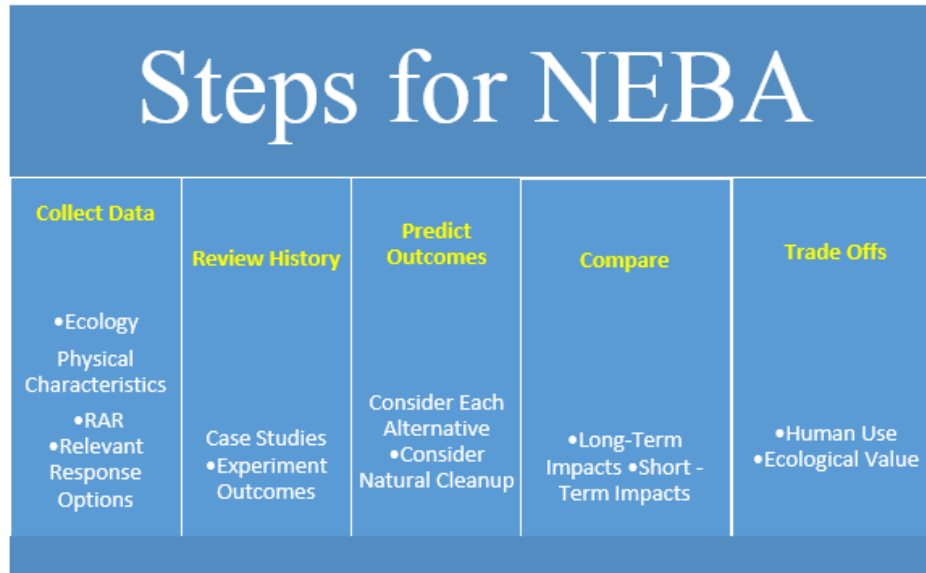 Steps for NEBA
Collect Data
•Ecology
Physical
Characteristics
•RAR
•Relevant
Response
Options
Review History
Case Studies
•Experiment
Outcomes
Predict
Outcomes
Consider Each
Alternative
•Consider
Natural Cleanup
Compare
•Long-Term
Impacts •Short -
Term Impacts
Trade Offs
•Human Use
•Ecological Value